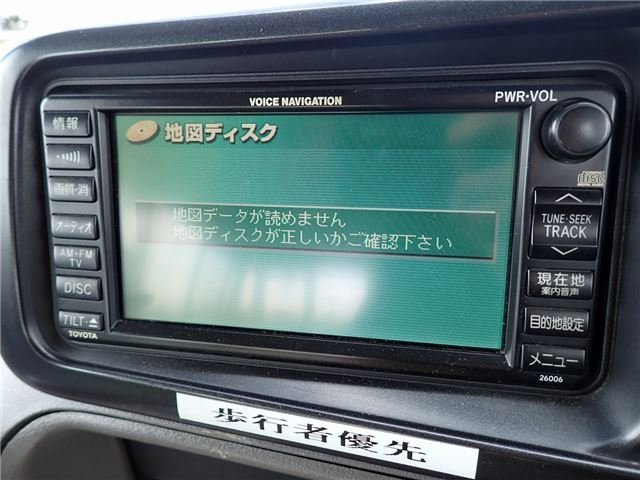 VOICE NAVIGATION
PWR·VOL
情報
画質·消
オーディオ
AM·FM
TV
DISC
TILT·⏏
TOYOTA
地図ディスク
地図データが読めません
地図ディスクが正しいかご確認下さい
disc
TUNE·SEEK
TRACK
現在地
案内音声
目的地設定
メニュー
26006
歩行者優先